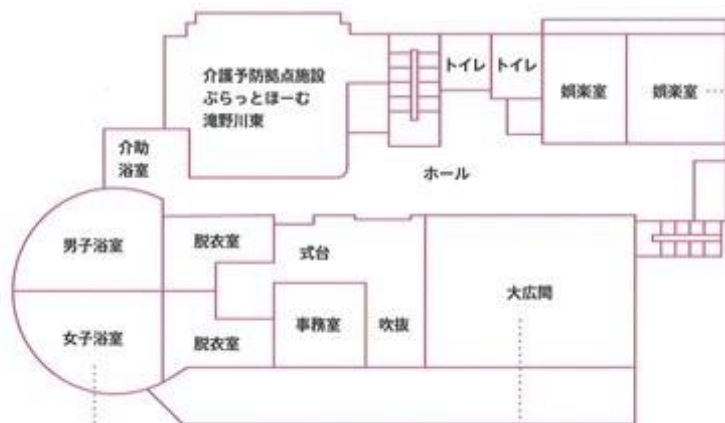 介護予防拠点施設
ぷらっとほーむ
滝野川東
トイレ
トイレ
娯楽室
娯楽室
介助
浴室
ホール
男子浴室
脱衣室
式台
大広間
女子浴室
脱衣室
事務室
吹抜